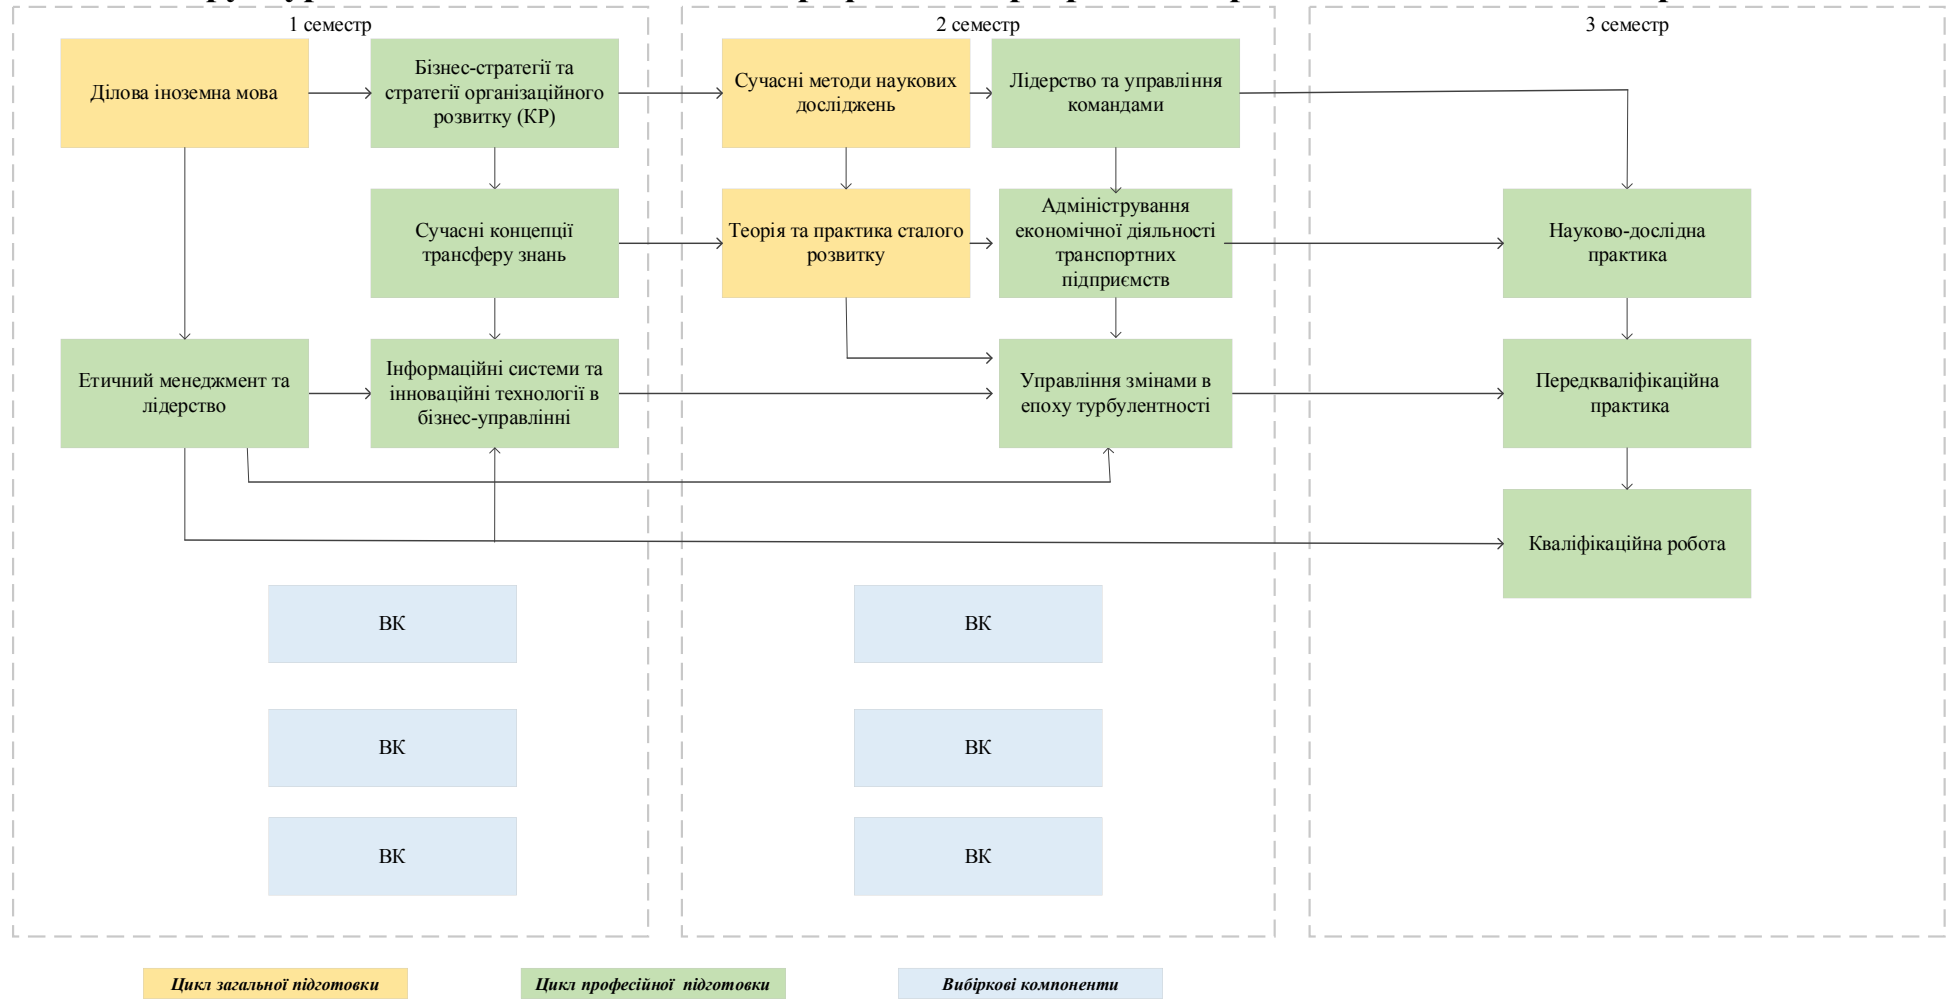 1 семестр
2 семестр
3 семестр
Ділова іноземна мова
Бізнес-стратегії та
стратегії організаційного
розвитку (КР)
Сучасні методи наукових
досліджень
Лідерство та управління
командами
Сучасні концепції
трансферу знань
Теорія та практика сталого
розвитку
Адміністрування
економічної діяльності
транспортних
підприємств
Науково-дослідна
практика
Етичний менеджмент та
лідерство
Інформаційні системи та
інноваційні технології в
бізнес-управлінні
Управління змінами в
епоху турбулентності
Передкваліфікаційна
практика
Кваліфікаційна робота
ВК
ВК
ВК
ВК
ВК
ВК
Цикл загальної підготовки
Цикл професійної підготовки
Вибіркові компоненти